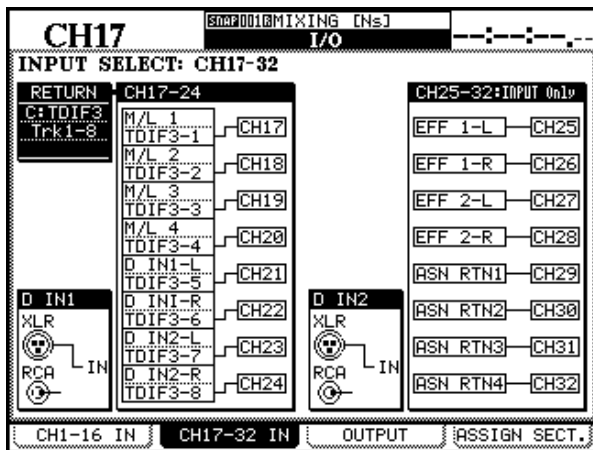 CH17
SNAP001@MIXING [Ns]
I/O
--:--:--.--
INPUT SELECT: CH17-32
RETURN
C:TDIF3
Trk1-8
CH17-24
M/L 1
TDIF3-1
CH17
M/L 2
TDIF3-2
CH18
M/L 3
TDIF3-3
CH19
M/L 4
TDIF3-4
CH20
D IN1-L
TDIF3-5
CH21
D INI-R
TDIF3-6
CH22
D IN2-L
TDIF3-7
CH23
D IN2-R
TDIF3-8
CH24
D IN1
XLR
RCA
IN
D IN2
XLR
RCA
IN
CH25-32:INPUT Only
EFF 1-L
CH25
EFF 1-R
CH26
EFF 2-L
CH27
EFF 2-R
CH28
ASN RTN1
CH29
ASN RTN2
CH30
ASN RTN3
CH31
ASN RTN4
CH32
CH1-16 IN
CH17-32 IN
OUTPUT
ASSIGN SECT.